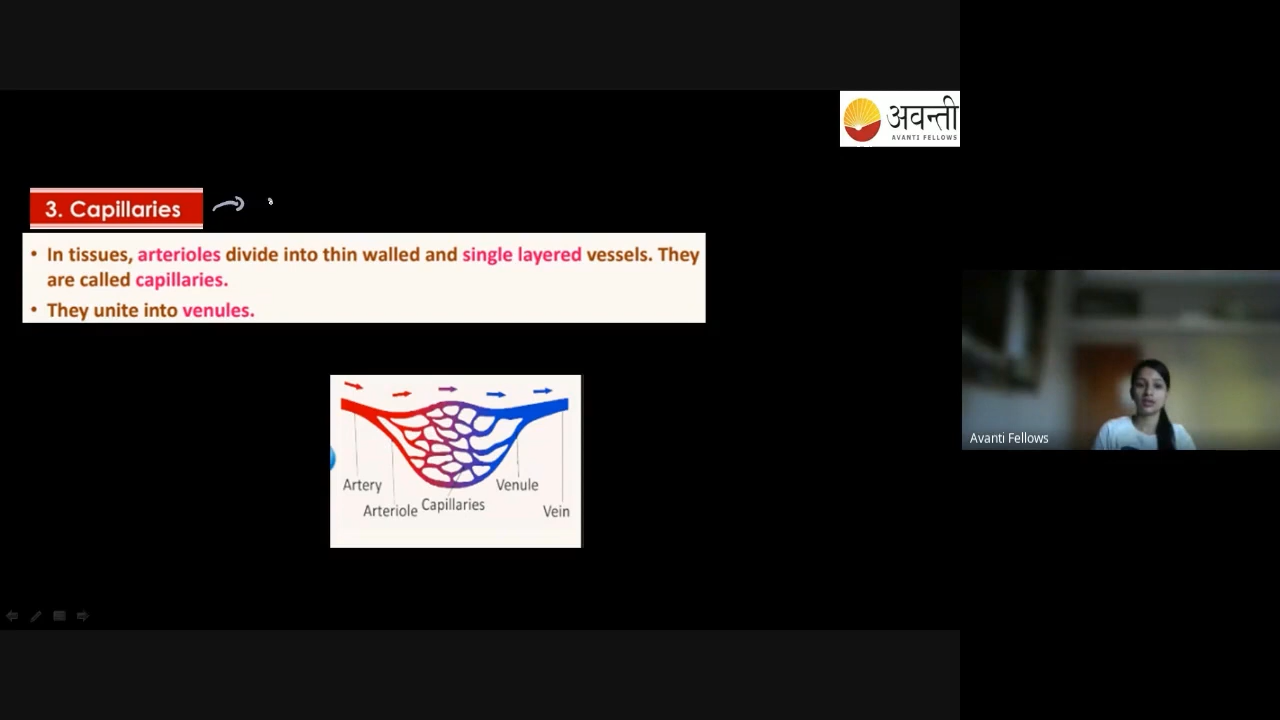 अवन्ती
AVANTI FELLOWS
3. Capillaries
• In tissues, arterioles divide into thin walled and single layered vessels. They
are called capillaries.
• They unite into venules.
Artery
Arteriole
Capillaries
Venule
Vein
Avanti Fellows